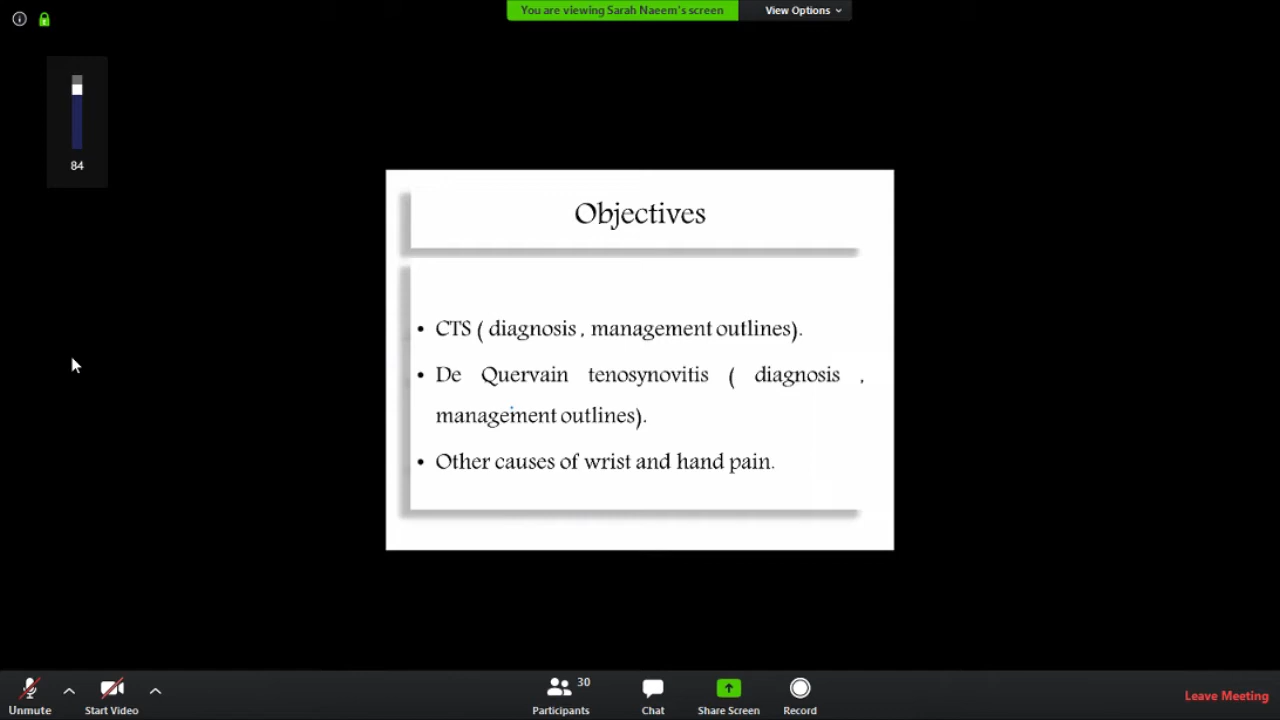 You are viewing Sarah Naeem's screen View Options
84
Objectives
• CTS ( diagnosis , management outlines).
• De Quervain tenosynovitis ( diagnosis ,
management outlines).
• Other causes of wrist and hand pain.
30
Unmute Start Video Participants Chat Share Screen Record Leave Meeting